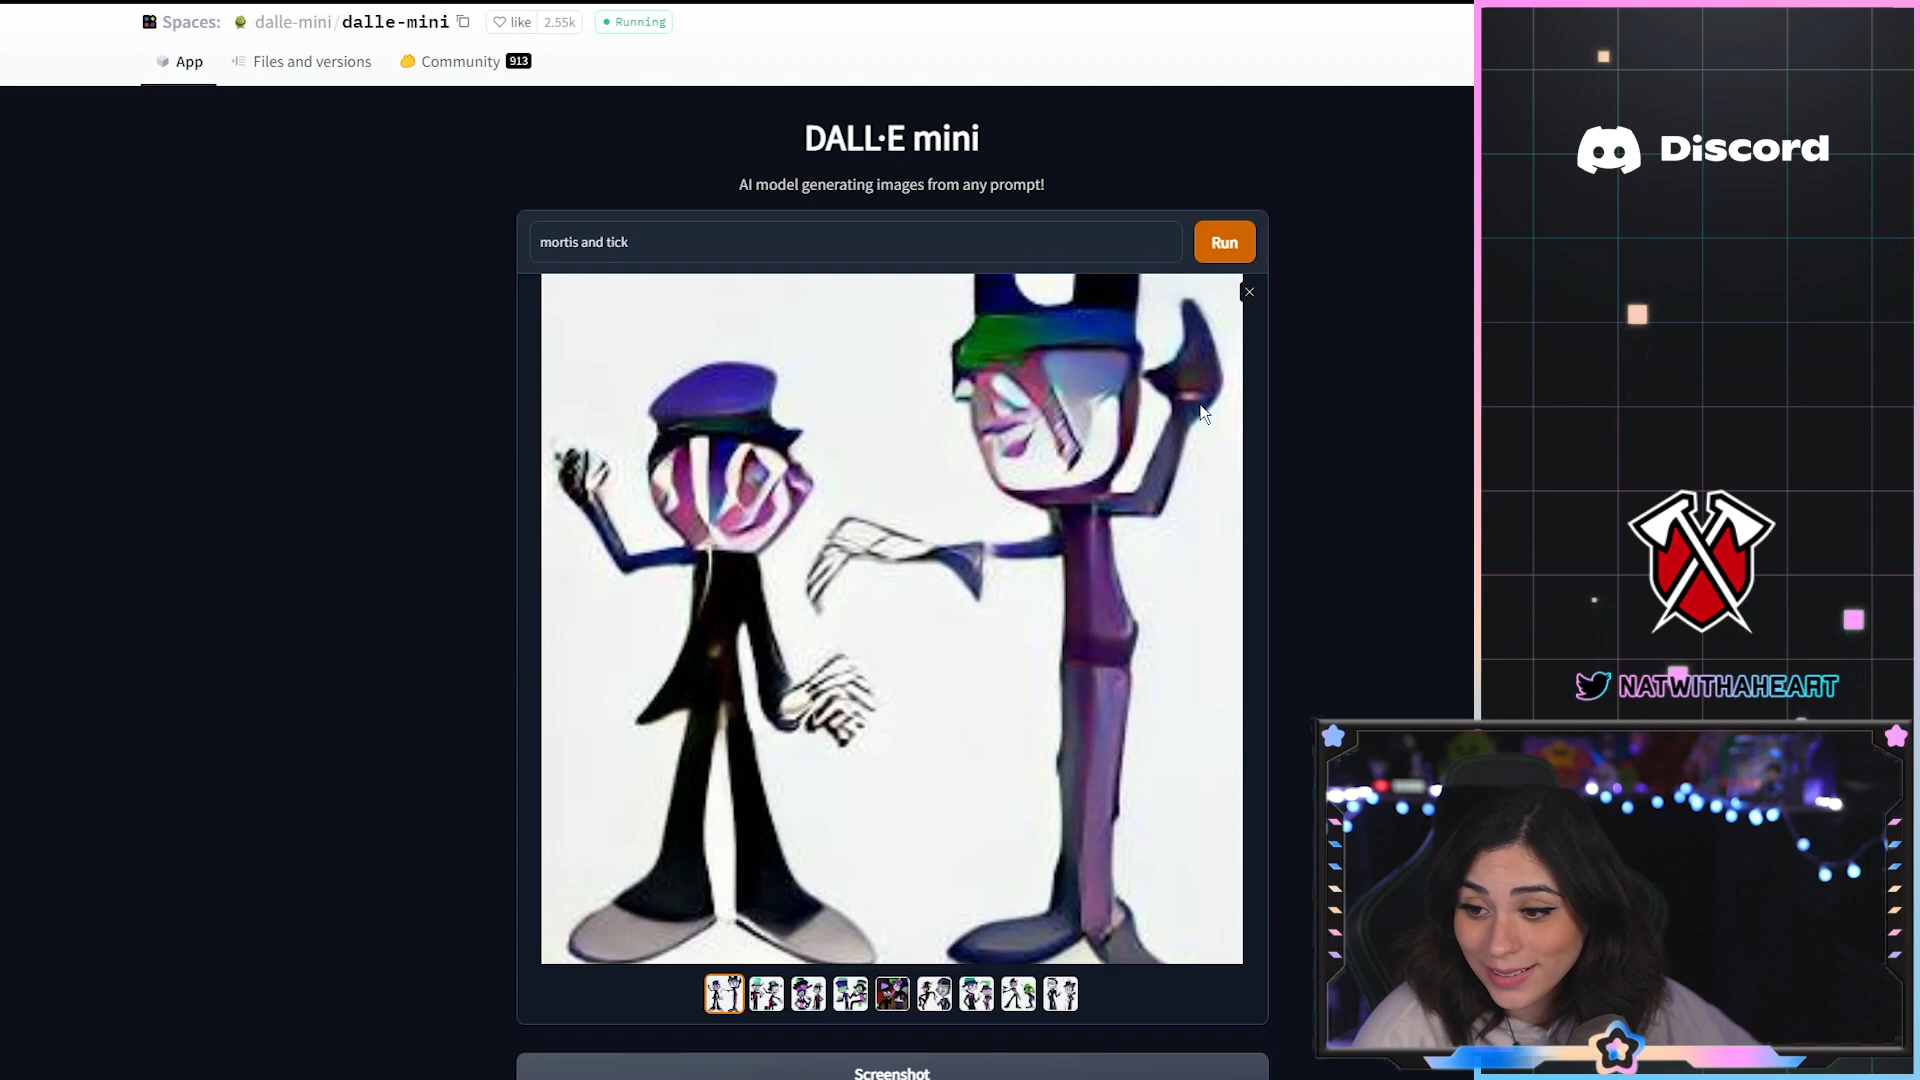 Spaces: dalle-mini/dalle-mini like 2.55k Running
App Files and versions Community 913
DALL·E mini
AI model generating images from any prompt!
mortis and tick Run
Screenshot
Discord
NATWITHAHEART